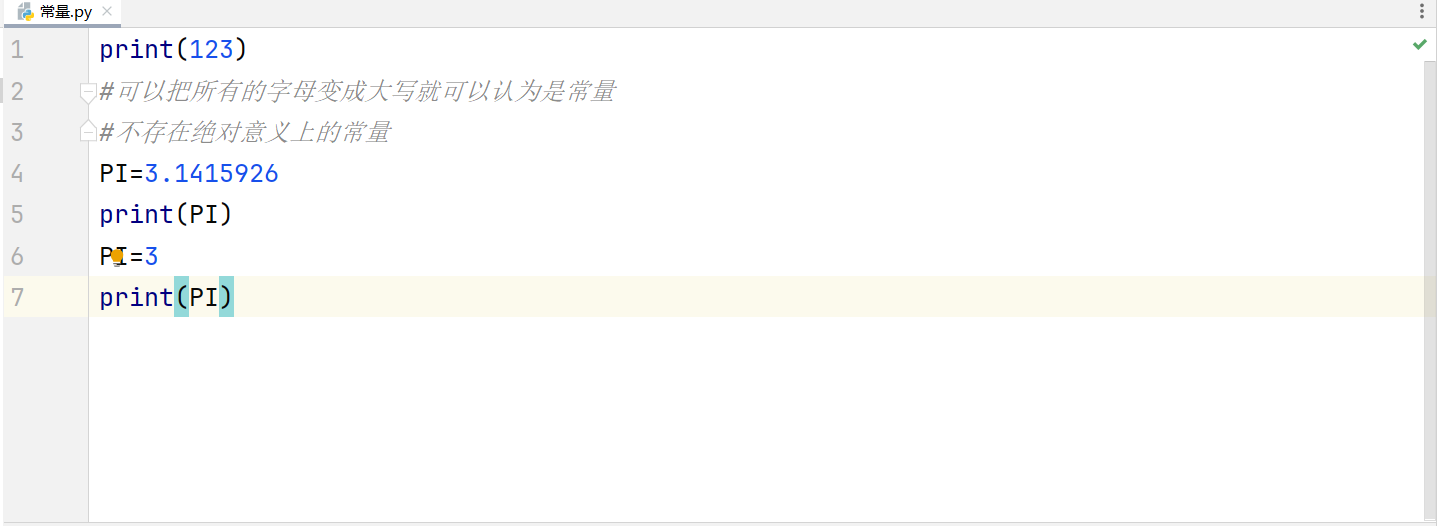 常量.py
1 print(123)
2 #可以把所有的字母变成大写就可以认为是常量
3 #不存在绝对意义上的常量
4 PI=3.1415926
5 print(PI)
6 PI=3
7 print(PI)